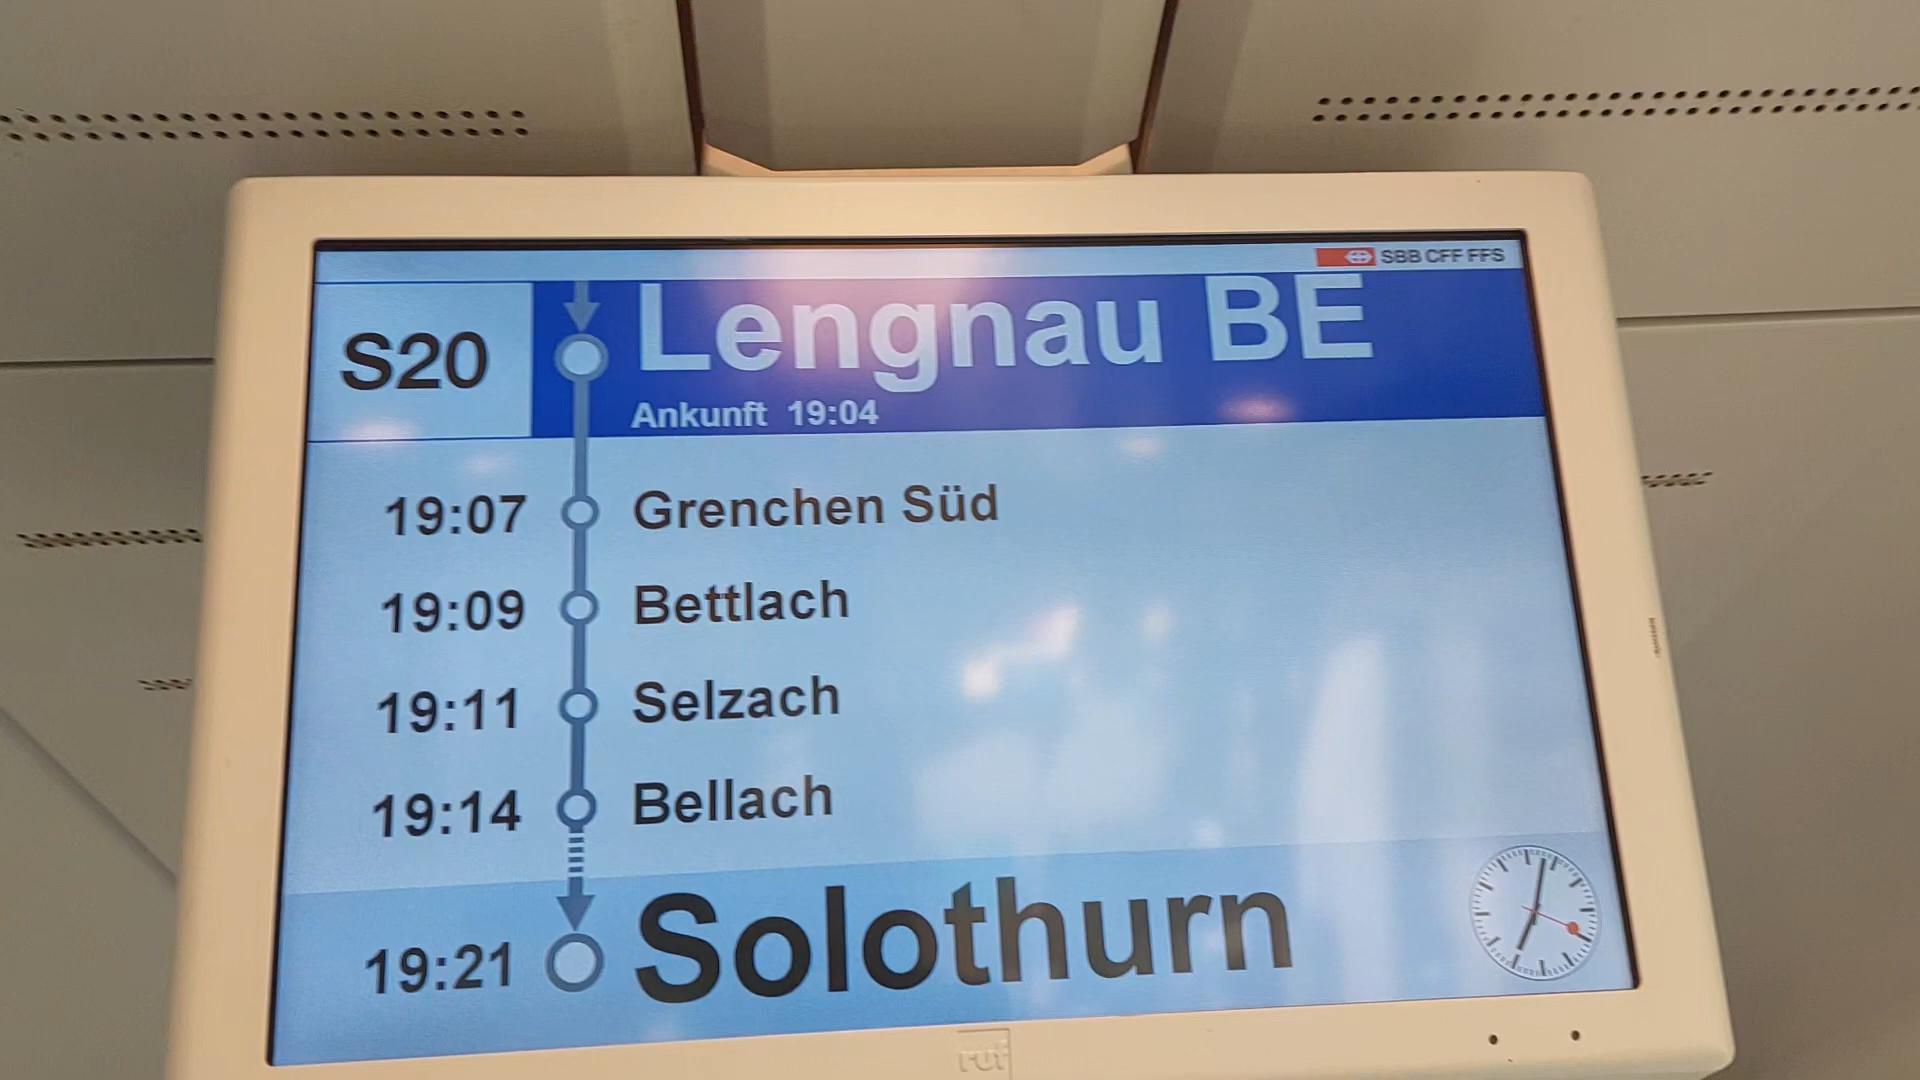 SBB CFF FFS
S20
Lengnau BE
Ankunft 19:04
19:07 Grenchen Süd
19:09 Bettlach
19:11 Selzach
19:14 Bellach
19:21 Solothurn
ruf